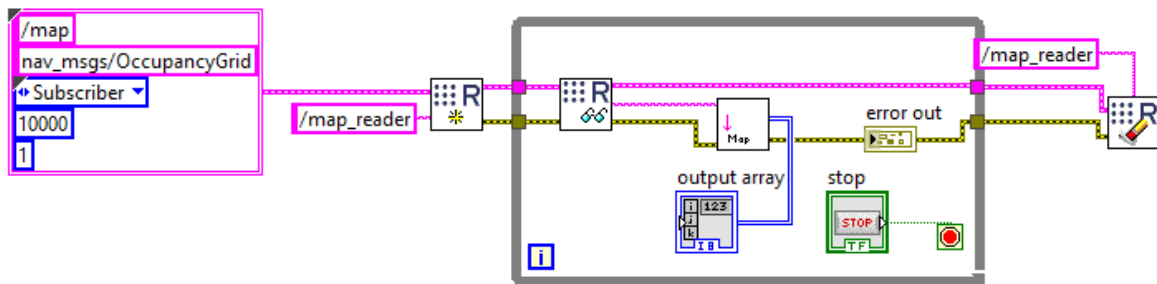 /map
nav_msgs/OccupancyGrid
Subscriber
10000
1
/map_reader
R
R
Map
output array
123
i
j
k
I8
error out
stop
STOP
TF
i
/map_reader
R